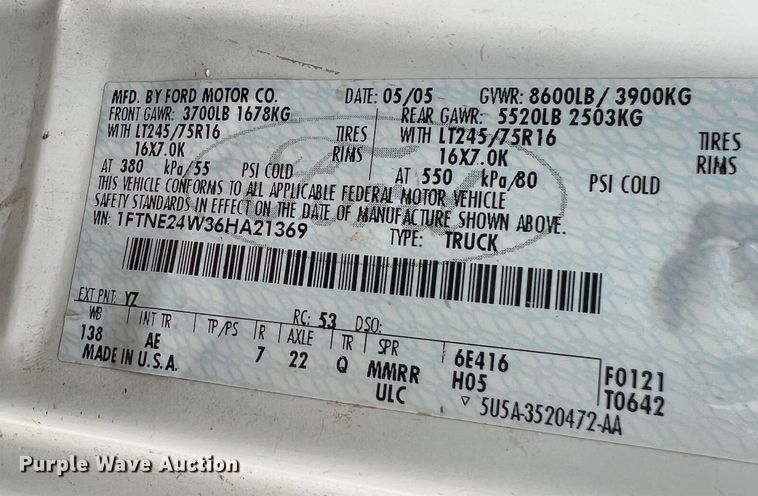 MFD. BY FORD MOTOR CO. DATE: 05/05 GVWR: 8600LB/ 3900KG
FRONT GAWR: 3700LB 1678KG REAR GAWR: 5520LB 2503KG
WITH LT245/75R16 TIRES WITH LT245/75R16 TIRES
16X7.0K RIMS 16X7.0K RIMS
AT 380 kPa/55 PSI COLD AT 550 kPa/80 PSI COLD
THIS VEHICLE CONFORMS TO ALL APPLICABLE FEDERAL MOTOR VEHICLE
SAFETY STANDARDS IN EFFECT ON THE DATE OF MANUFACTURE SHOWN ABOVE.
VIN: 1FTNE24W36HA21369 TYPE: TRUCK
Ford
EXT PNT: YZ RC: 53 DSO:
WB INT TR TP/PS R AXLE TR SPR
138 AE 7 22 Q MMRR 6E416 F0121
MADE IN U.S.A. ULC H05 T0642
▽ 5U5A-3520472-AA
Purple Wave Auction